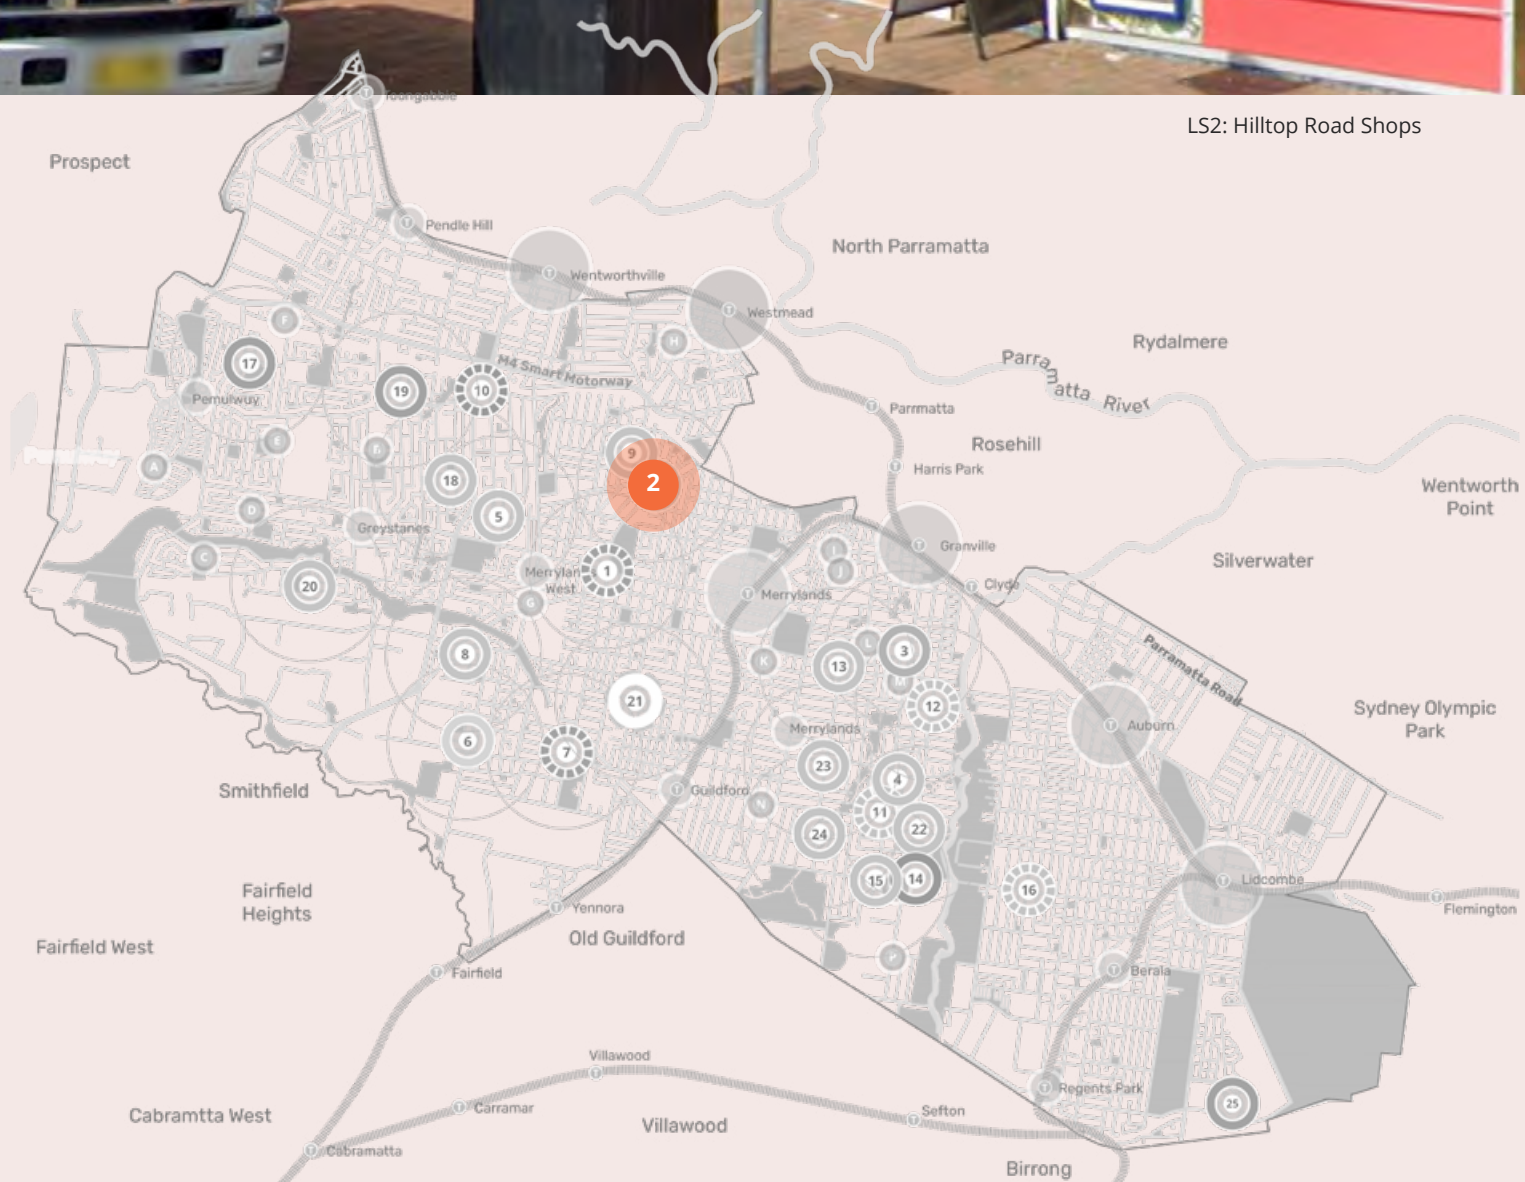 LS2: Hilltop Road Shops
Toongabbie
Prospect
Pendle Hill
North Parramatta
Wentworthville
Westmead
F
H
Rydalmere
17
M4 Smart Motorway
Parramatta River
19
10
Pemulwuy
Parrmatta
Rosehill
E
B
9
A
Harris Park
18
2
Wentworth
Point
D
5
Greystanes
C
I
Granville
Silverwater
20
Merrylands
West
1
J
Clyde
G
Merrylands
8
K
13
L
3
Parramatta Road
M
21
12
Sydney Olympic
Park
6
7
Merrylands
Auburn
23
4
Smithfield
Guildford
N
11
22
24
Fairfield
Heights
15
14
16
Lidcombe
Flemington
Yennora
Old Guildford
Fairfield West
P
Fairfield
Berala
Villawood
Regents Park
25
Cabramtta West
Carramar
Villawood
Sefton
Cabramatta
Birrong